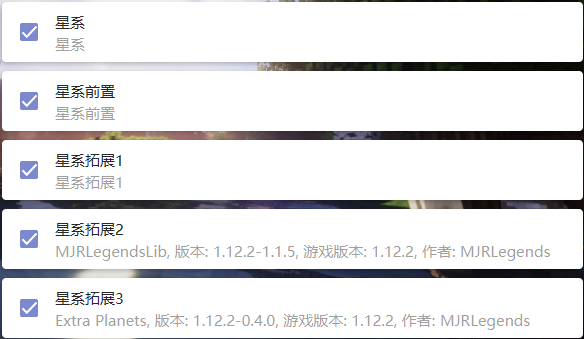 星系
星系
星系前置
星系前置
星系拓展1
星系拓展1
星系拓展2
MJRLegendsLib, 版本: 1.12.2-1.1.5, 游戏版本: 1.12.2, 作者: MJRLegends
星系拓展3
Extra Planets, 版本: 1.12.2-0.4.0, 游戏版本: 1.12.2, 作者: MJRLegends